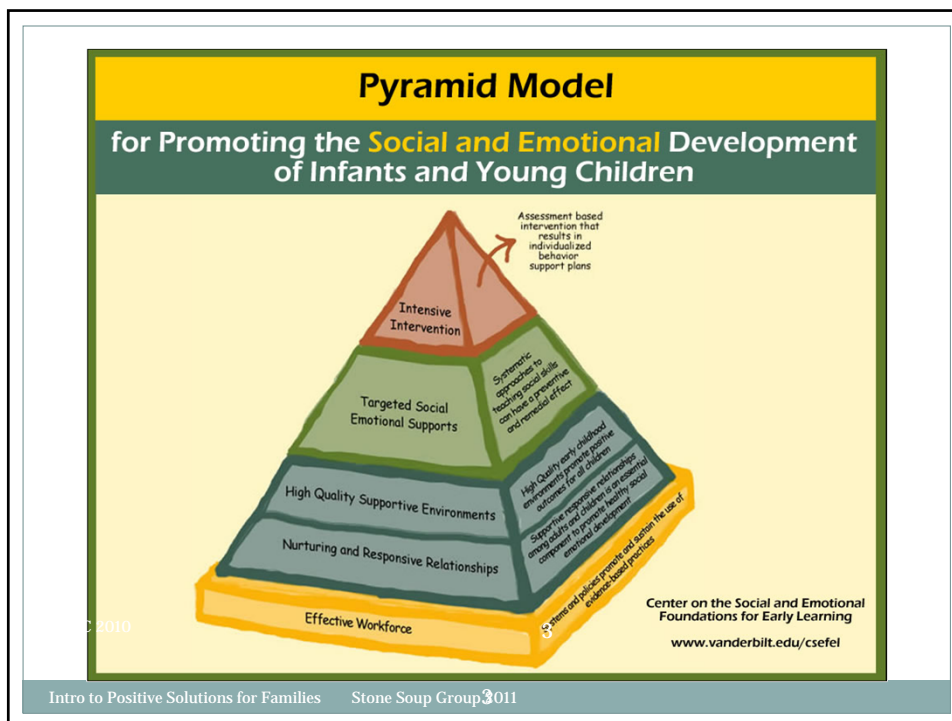 Pyramid Model
for Promoting the Social and Emotional Development
of Infants and Young Children
Assessment based
intervention that
results in
individualized
behavior
support plans
Intensive
Intervention
Systematic
approaches to
teaching social skills
can have a preventive
and remedial effect
Targeted Social
Emotional Supports
High Quality early childhood
environments promote positive
outcomes for all children
High Quality Supportive Environments
Supportive responsive relationships
among adults and children is an essential
component to promote healthy social
emotional development
Nurturing and Responsive Relationships
Systems and policies promote and sustain the use of
evidence-based practices
Effective Workforce
Center on the Social and Emotional
Foundations for Early Learning
www.vanderbilt.edu/csefel
C 2010
3
Intro to Positive Solutions for Families Stone Soup Group 2011
3